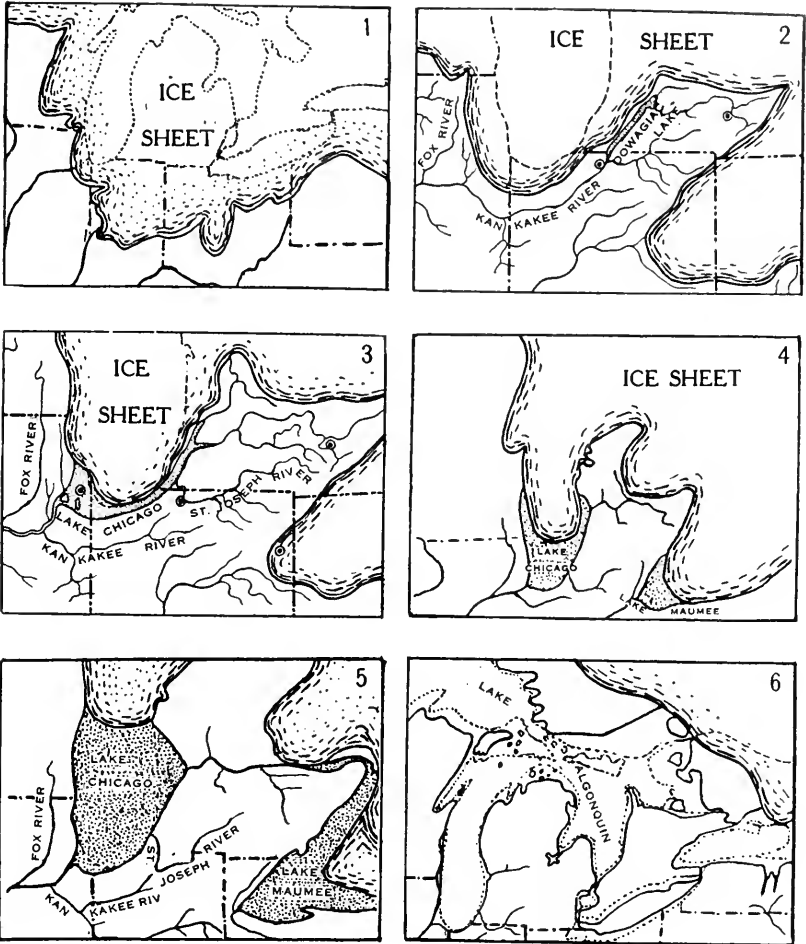 1
ICE
SHEET
2
ICE SHEET
FOX RIVER
DOWAGIAC
LAKE
KAN KAKEE RIVER
3
ICE
SHEET
FOX RIVER
LAKE CHICAGO
ST. JOSEPH RIVER
KAN KAKEE RIVER
4
ICE SHEET
LAKE
CHICAGO
LAKE MAUMEE
5
LAKE
CHICAGO
FOX RIVER
ST. JOSEPH RIVER
KAN KAKEE RIV
LAKE
MAUMEE
6
LAKE
ALGONQUIN